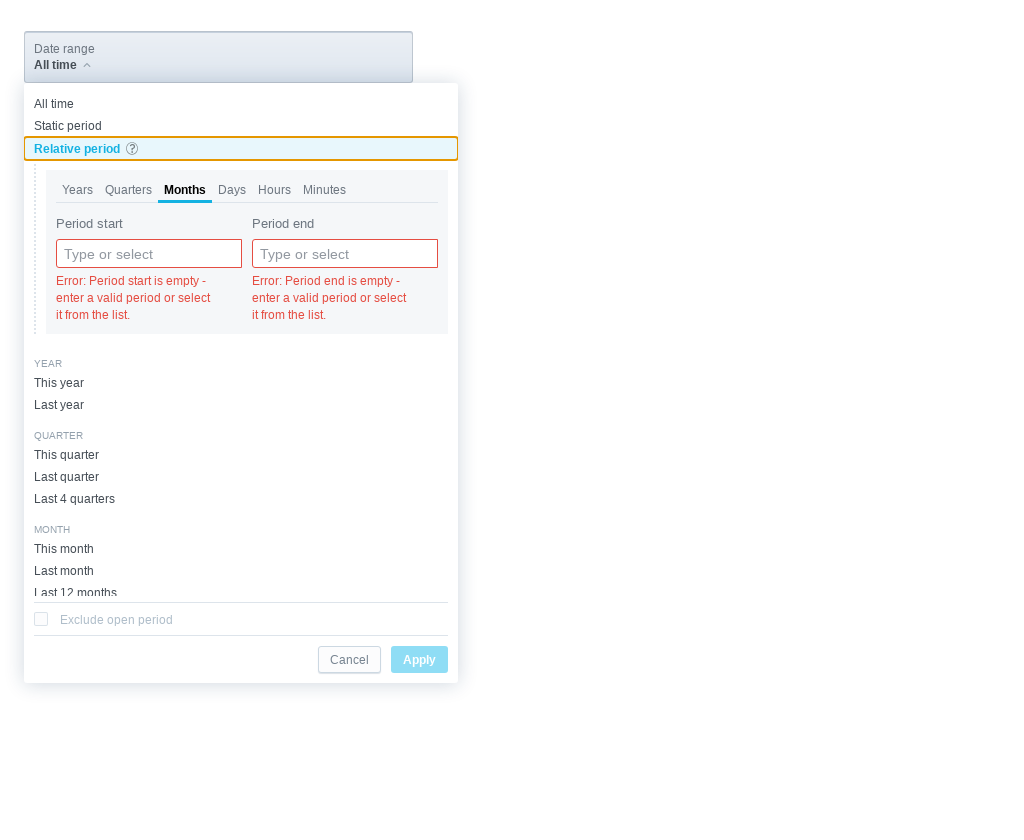 Date range
All time
All time
Static period
Relative period ?
Years Quarters Months Days Hours Minutes
Period start Period end
Type or select Type or select
Error: Period start is empty -
enter a valid period or select
it from the list.
Error: Period end is empty -
enter a valid period or select
it from the list.
YEAR
This year
Last year
QUARTER
This quarter
Last quarter
Last 4 quarters
MONTH
This month
Last month
Last 12 months
Exclude open period
Cancel Apply